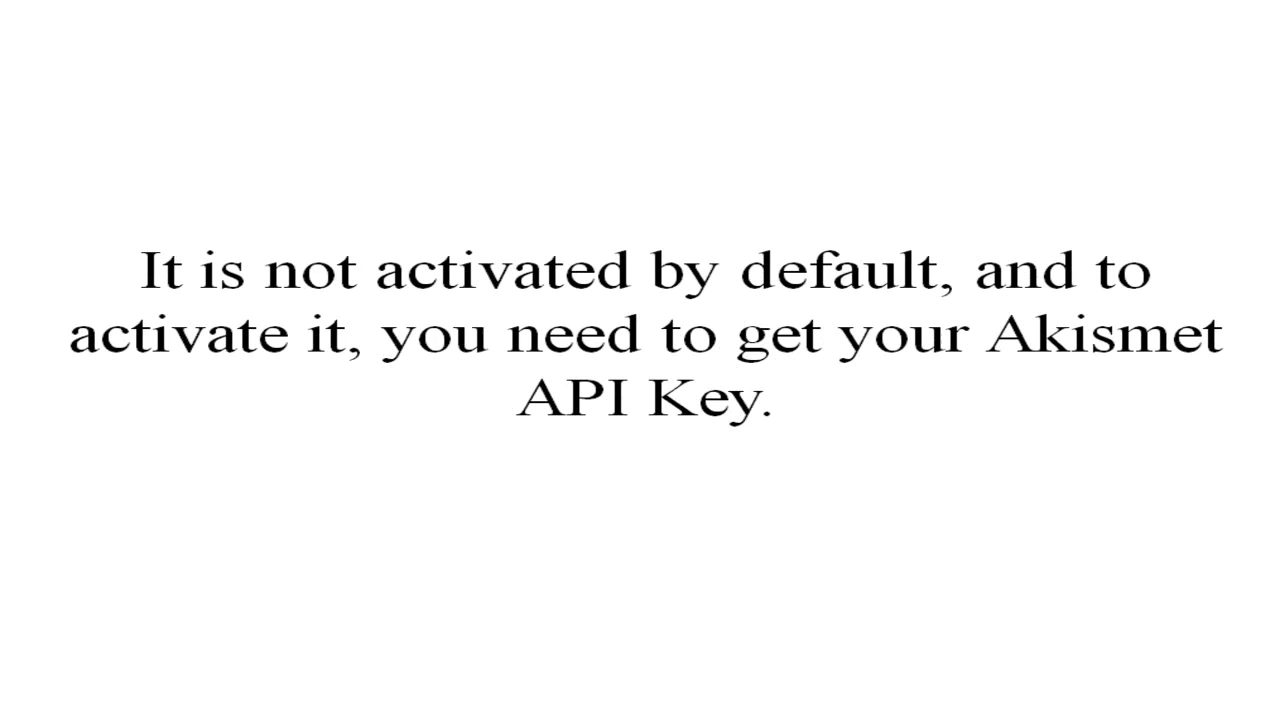 It is not activated by default, and to
activate it, you need to get your Akismet
API Key.